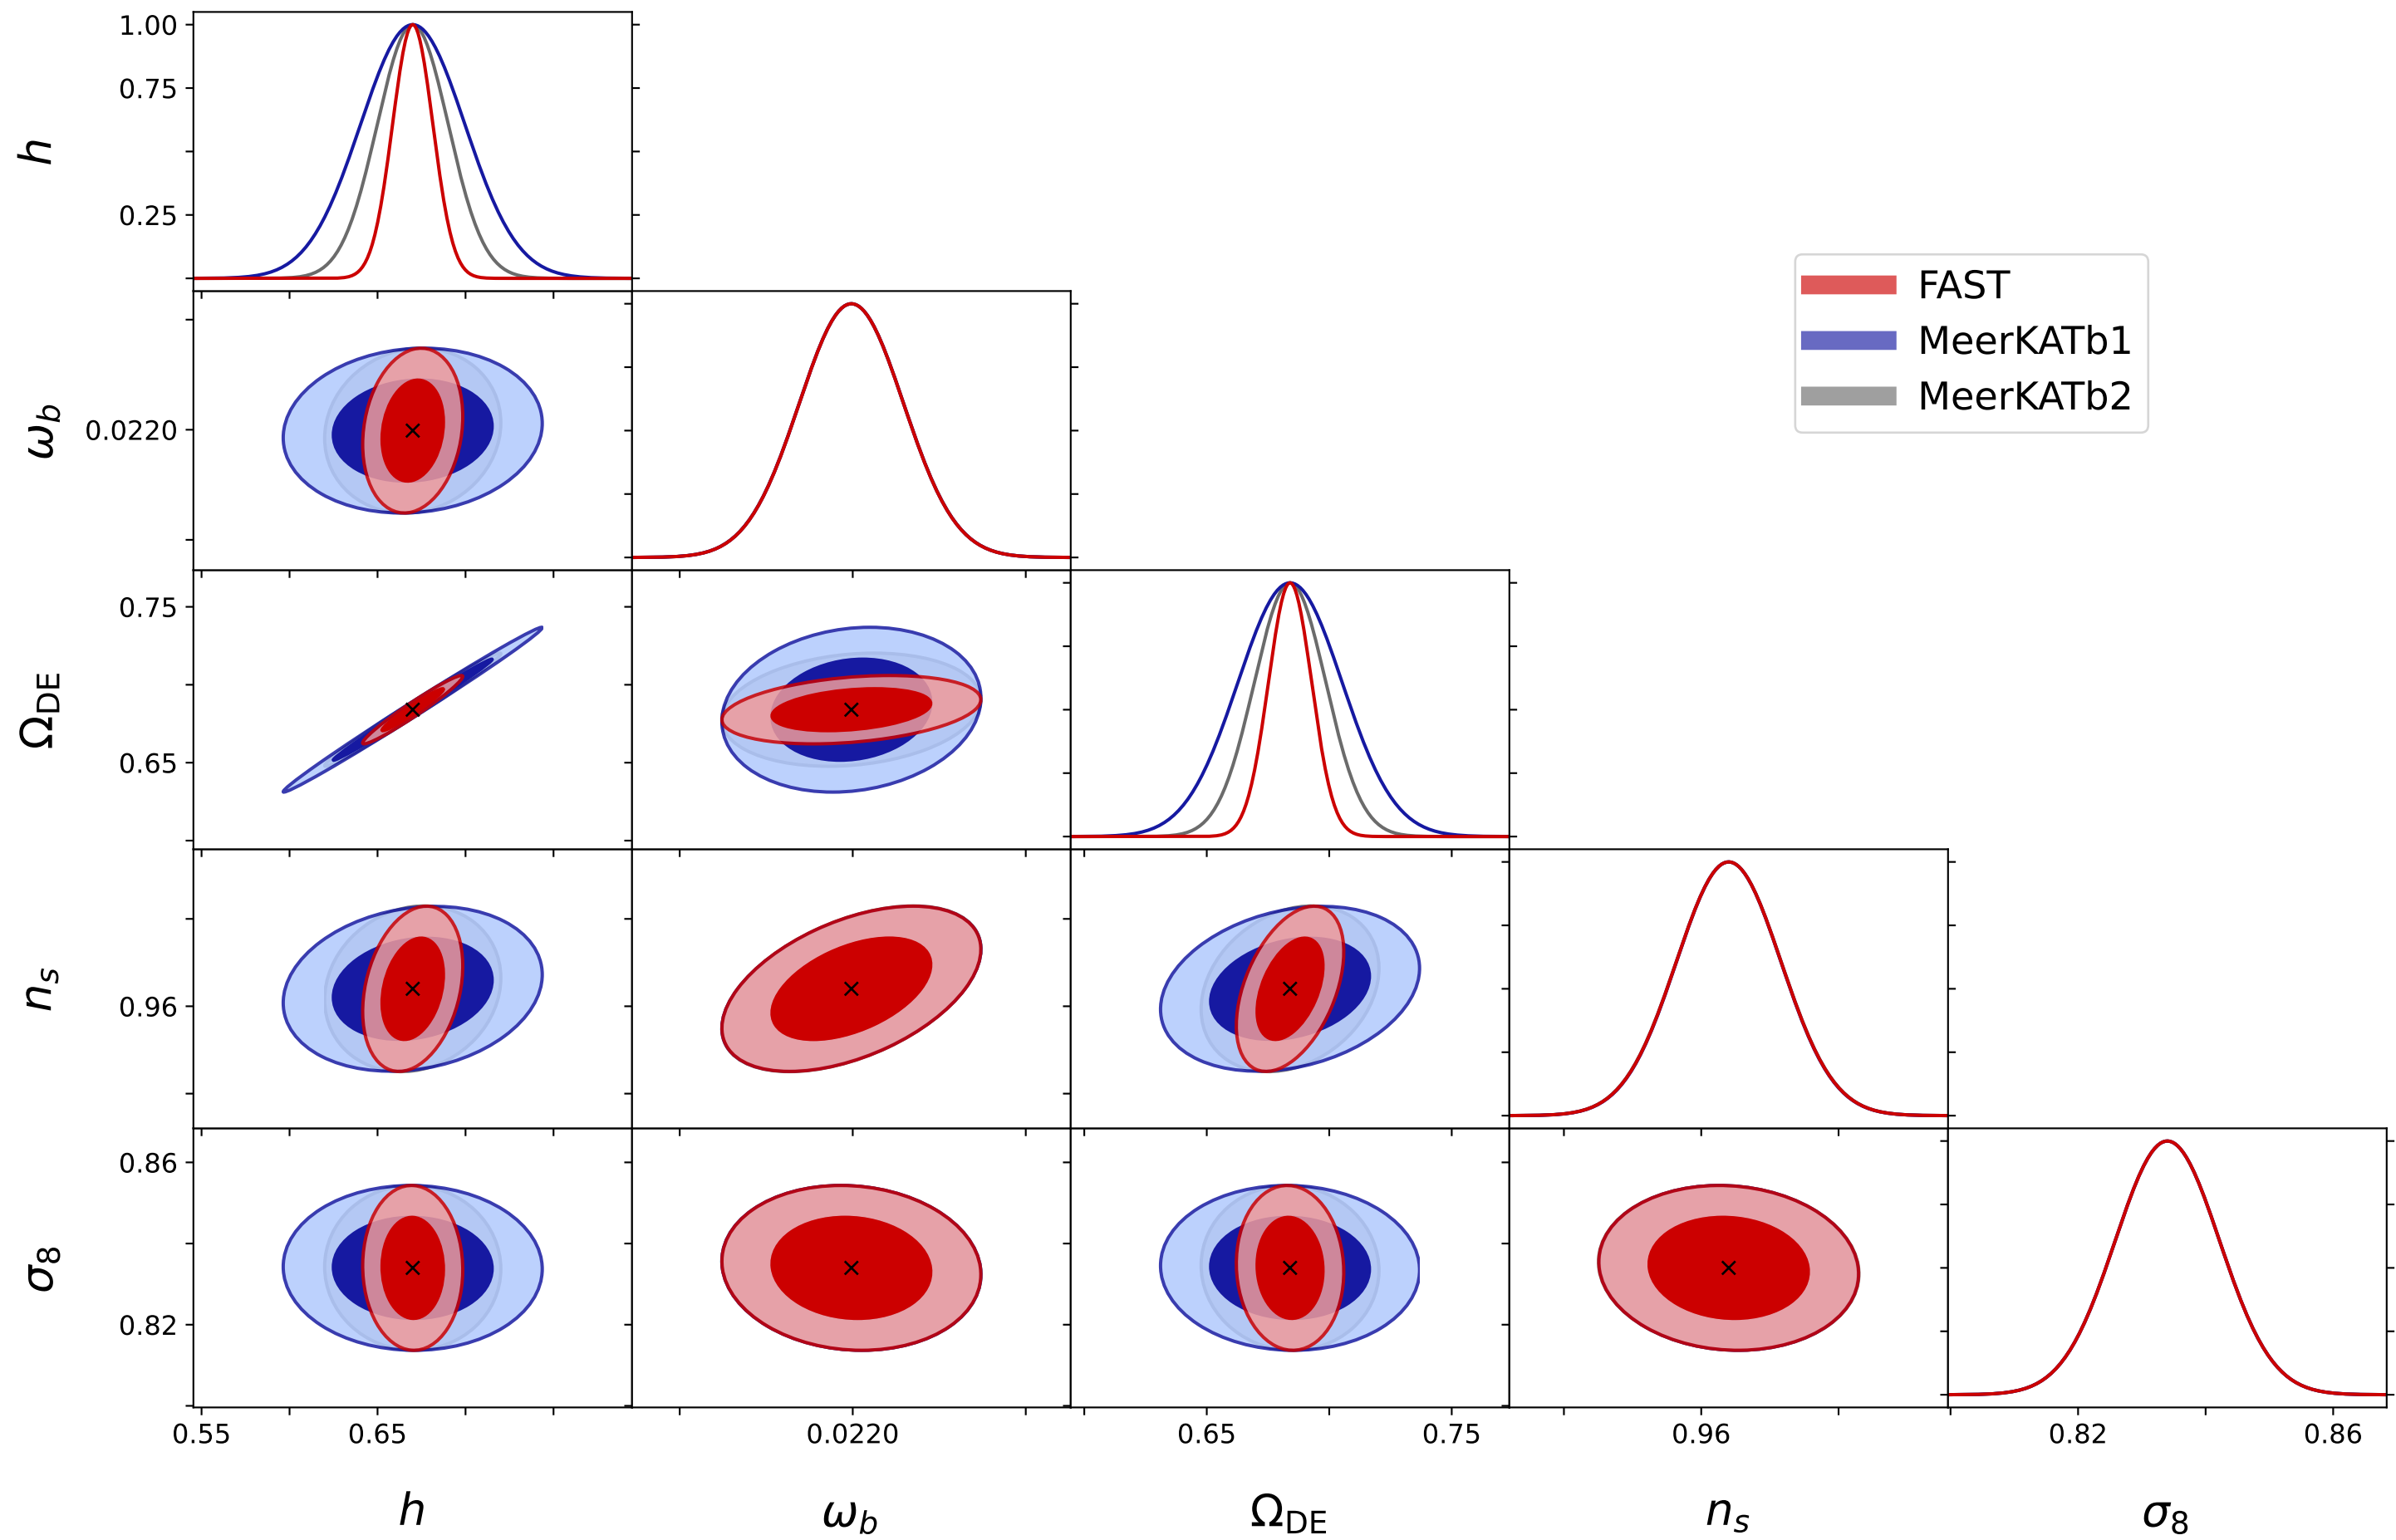 1.00
0.75
h
0.25
FAST
MeerKATb1
MeerKATb2
ω_b
0.0220
0.75
Ω_DE
0.65
n_s
0.96
0.86
σ_8
0.82
0.55 0.65 0.0220 0.65 0.75 0.96 0.82 0.86
h ω_b Ω_DE n_s σ_8